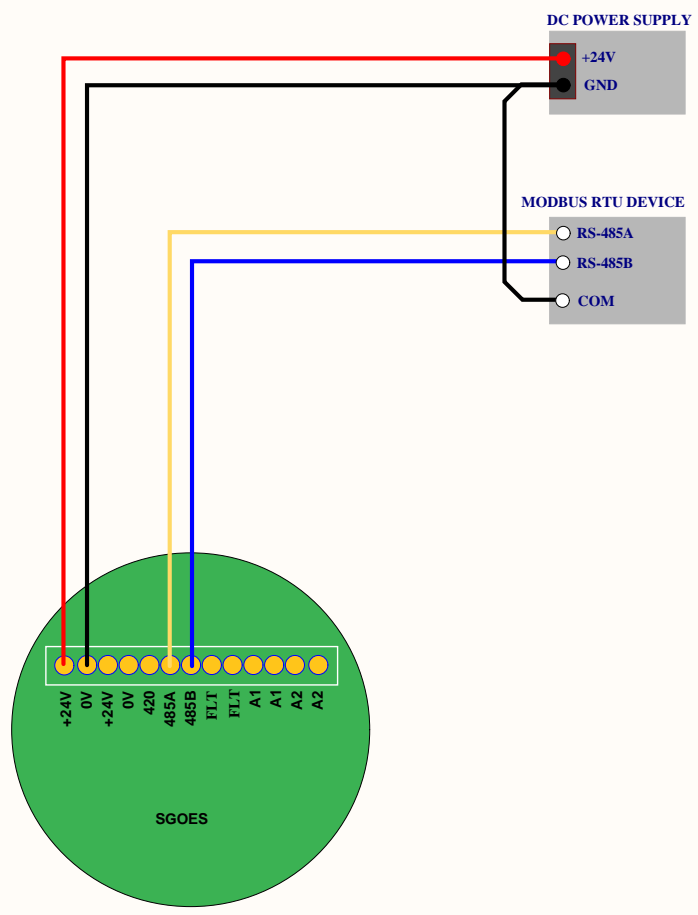 DC POWER SUPPLY
+24V
GND
MODBUS RTU DEVICE
RS-485A
RS-485B
COM
+24V
0V
+24V
0V
420
485A
485B
FLT
FLT
A1
A1
A2
A2
SGOES